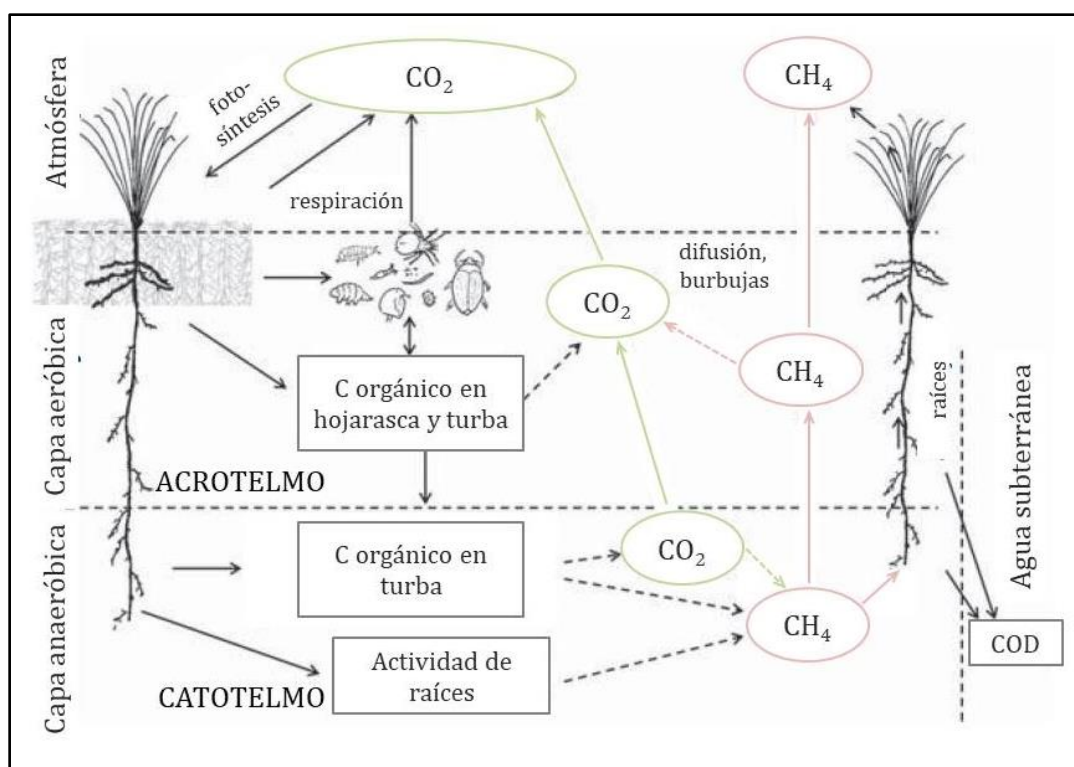 Atmósfera
CO₂
CH₄
foto-
síntesis
respiración
difusión,
burbujas
CO₂
CH₄
Capa aeróbica
C orgánico en
hojarasca y turba
raíces
ACROTELMO
Agua subterránea
Capa anaeróbica
C orgánico en
turba
CO₂
CH₄
COD
Actividad de
raíces
CATOTELMO